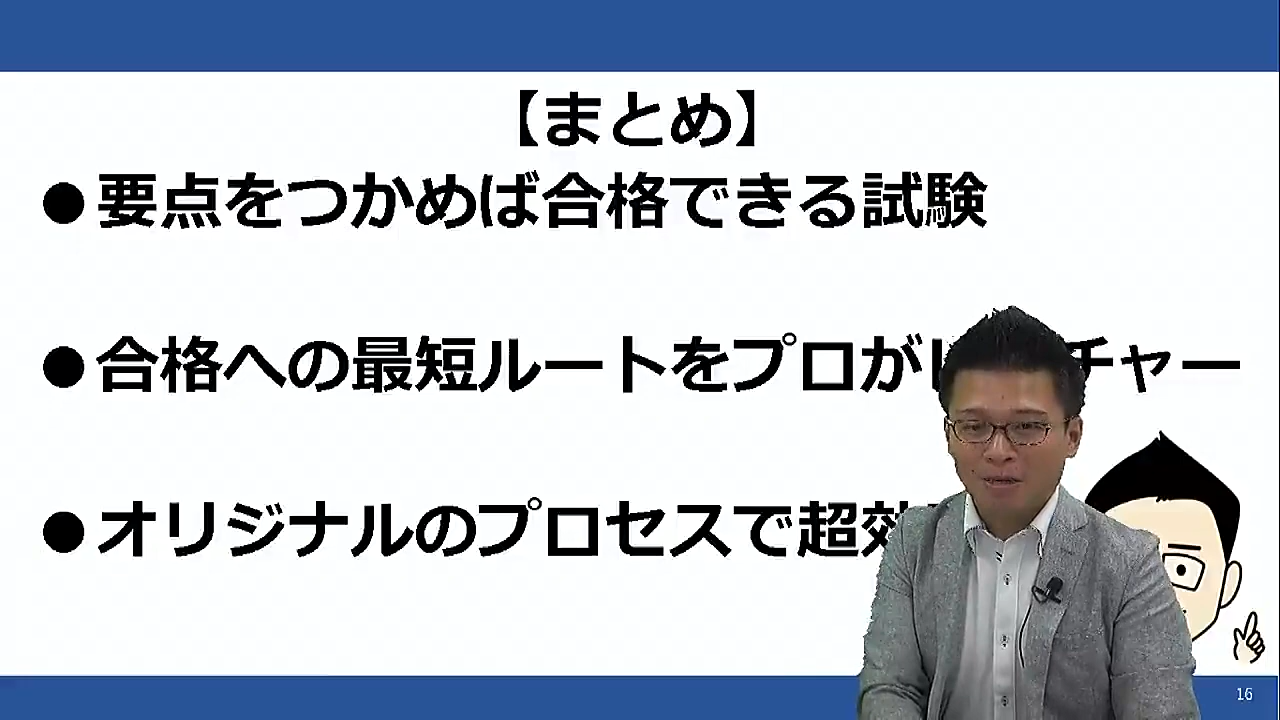 【まとめ】
●要点をつかめば合格できる試験
●合格への最短ルートをプロが チャー
●オリジナルのプロセスで超効
16